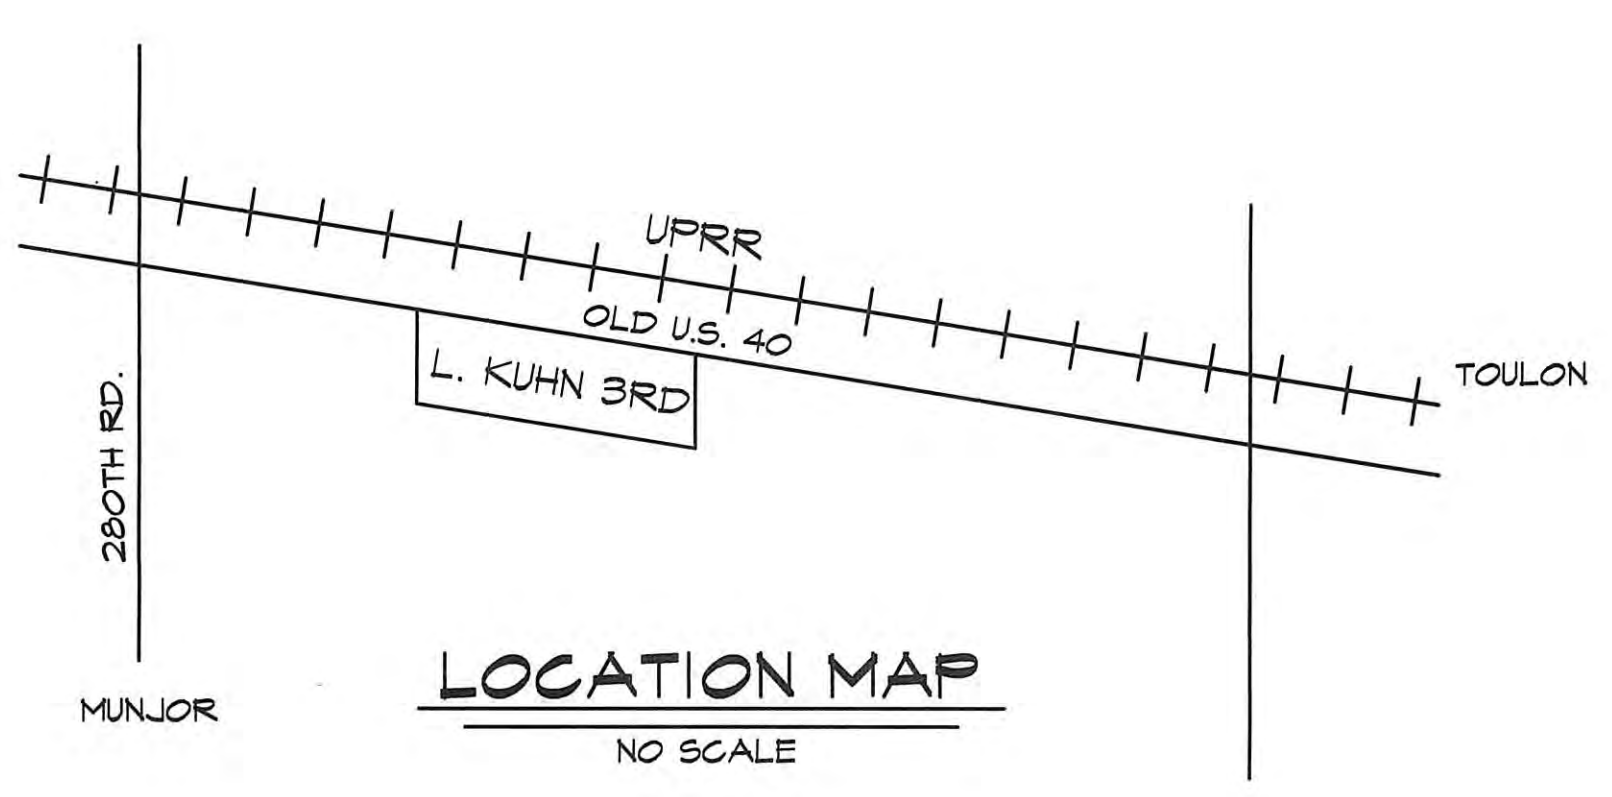 UPRR
OLD U.S. 40
TOULON
L. KUHN 3RD
280TH RD.
MUNJOR
LOCATION MAP
NO SCALE